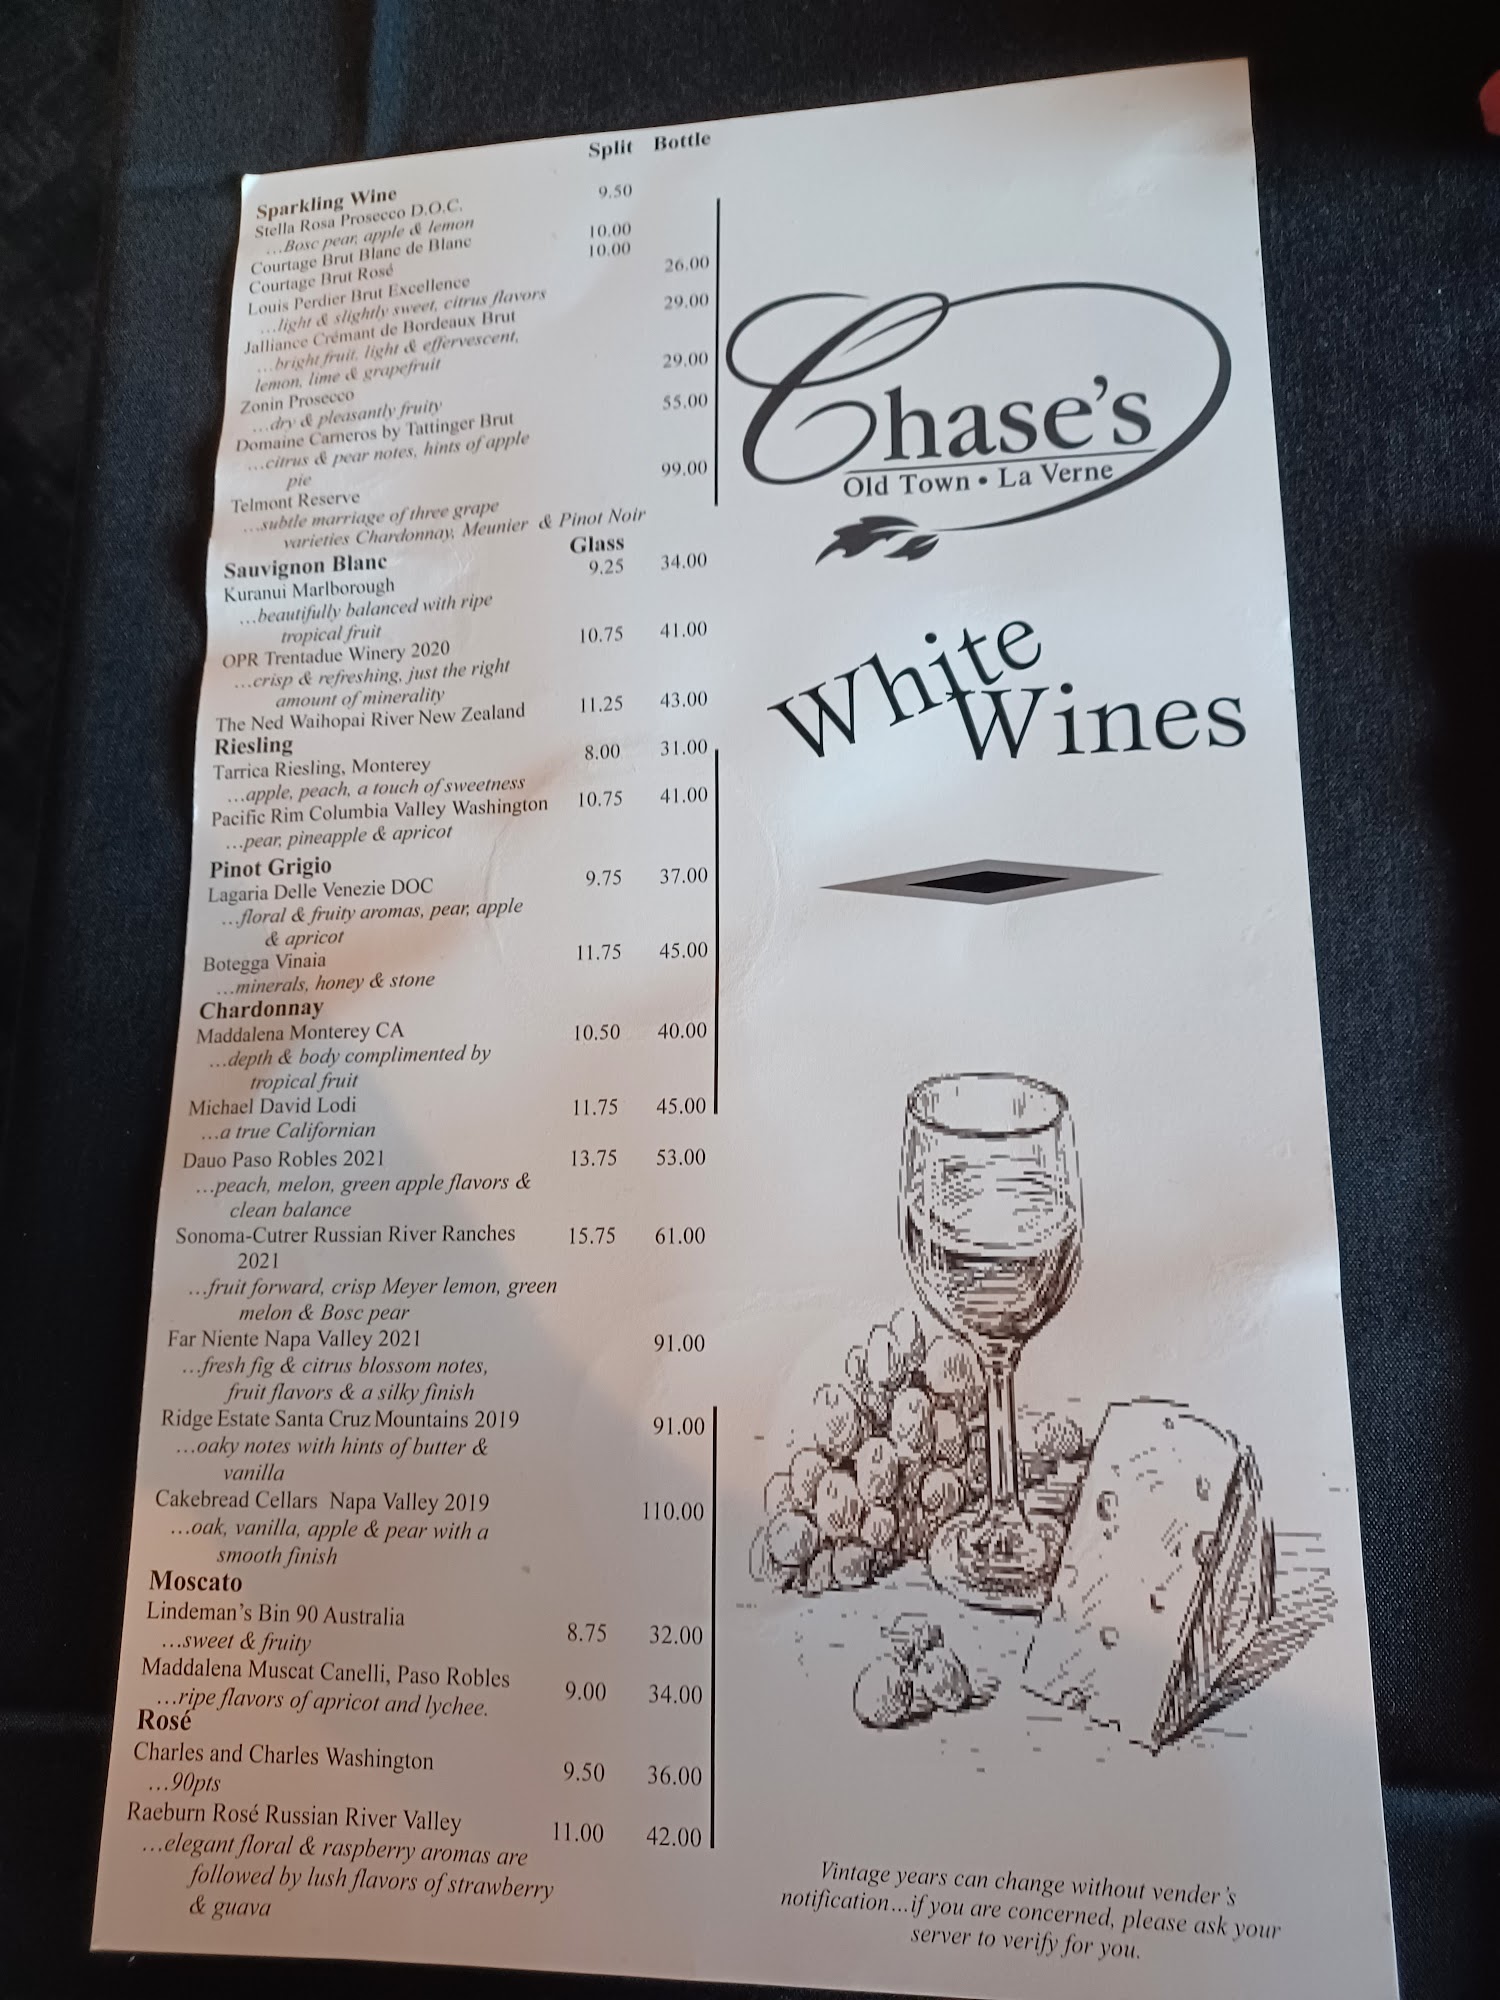 Split Bottle
Sparkling Wine
Stella Rosa Prosecco D.O.C. 9.50
...Bosc pear, apple & lemon
Courtage Brut Blanc de Blanc 10.00
Courtage Brut Rosé 10.00
Louis Perdier Brut Excellence 26.00
...light & slightly sweet, citrus flavors
Jalliance Crémant de Bordeaux Brut 29.00
...bright fruit, light & effervescent,
lemon, lime & grapefruit
Zonin Prosecco 29.00
...dry & pleasantly fruity
Domaine Carneros by Tattinger Brut 55.00
...citrus & pear notes, hints of apple
pie
Telmont Reserve 99.00
...subtle marriage of three grape
varieties Chardonnay, Meunier & Pinot Noir
Sauvignon Blanc Glass
Kuranui Marlborough 9.25 34.00
...beautifully balanced with ripe
tropical fruit
OPR Trentadue Winery 2020 10.75 41.00
...crisp & refreshing, just the right
amount of minerality
The Ned Waihopai River New Zealand 11.25 43.00
Riesling
Tarrica Riesling, Monterey 8.00 31.00
...apple, peach, a touch of sweetness
Pacific Rim Columbia Valley Washington 10.75 41.00
...pear, pineapple & apricot
Pinot Grigio
Lagaria Delle Venezie DOC 9.75 37.00
...floral & fruity aromas, pear, apple
& apricot
Botegga Vinaia 11.75 45.00
...minerals, honey & stone
Chardonnay
Maddalena Monterey CA 10.50 40.00
...depth & body complimented by
tropical fruit
Michael David Lodi 11.75 45.00
...a true Californian
Dauo Paso Robles 2021 13.75 53.00
...peach, melon, green apple flavors &
clean balance
Sonoma-Cutrer Russian River Ranches 15.75 61.00
2021
...fruit forward, crisp Meyer lemon, green
melon & Bosc pear
Far Niente Napa Valley 2021 91.00
...fresh fig & citrus blossom notes,
fruit flavors & a silky finish
Ridge Estate Santa Cruz Mountains 2019 91.00
...oaky notes with hints of butter &
vanilla
Cakebread Cellars Napa Valley 2019 110.00
...oak, vanilla, apple & pear with a
smooth finish
Moscato
Lindeman's Bin 90 Australia 8.75 32.00
...sweet & fruity
Maddalena Muscat Canelli, Paso Robles 9.00 34.00
...ripe flavors of apricot and lychee.
Rosé
Charles and Charles Washington 9.50 36.00
...90pts
Raeburn Rosé Russian River Valley 11.00 42.00
...elegant floral & raspberry aromas are
followed by lush flavors of strawberry
& guava
Chase's
Old Town • La Verne
White
Wines
Vintage years can change without vender's
notification...if you are concerned, please ask your
server to verify for you.